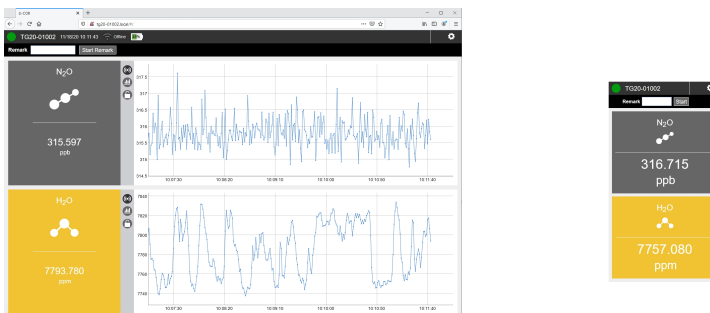 e-COR
tg20-01002.local/#/
TG20-01002 11/18/20 10:11:43 Offline
Remark Start Remark
N₂O
315.597
ppb
317.5
317
316.5
316
315.5
315
314.5
10:07:30 10:08:20 10:09:10 10:10:00 10:10:50 10:11:40
H₂O
7793.780
ppm
7840
7820
7800
7780
7760
7740
10:07:30 10:08:20 10:09:10 10:10:00 10:10:50 10:11:40
TG20-01002
Remark Start
N₂O
316.715
ppb
H₂O
7757.080
ppm